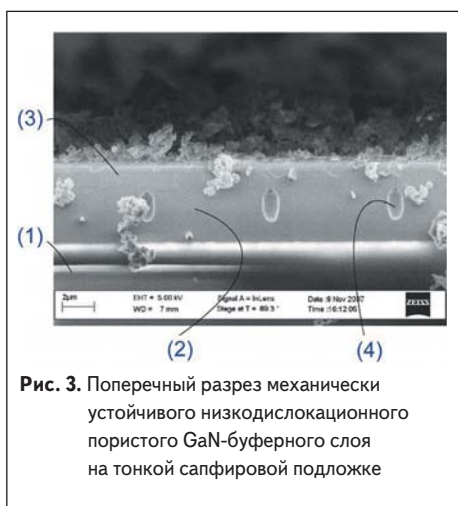 (3)
(1)
2μm
EHT = 5.00 kV
WD = 7 mm
Signal A = InLens
Stage at T = 89.5 °
Date :8 Nov 2007
Time :16:12:06
ZEISS
(2)
(4)
Рис. 3. Поперечный разрез механически
устойчивого низкодислокационного
пористого GaN-буферного слоя
на тонкой сапфировой подложке